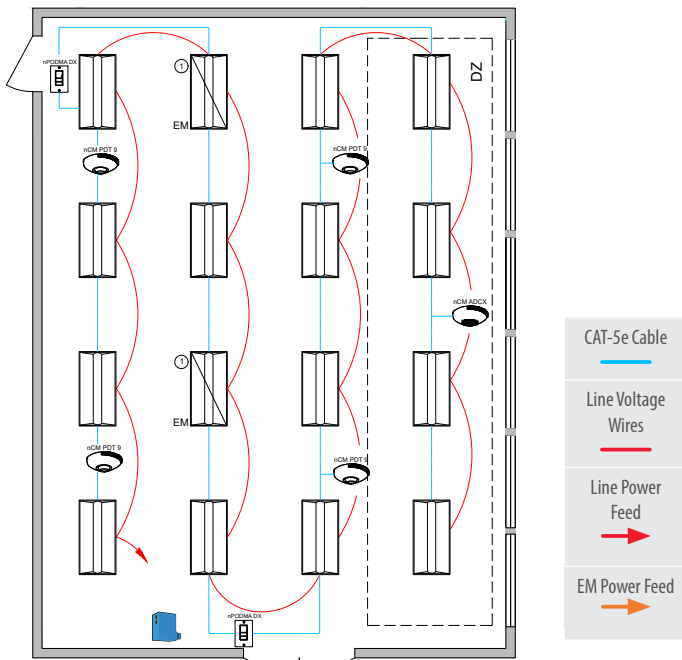 nPODMA DX
1
EM
DZ
nCM PDT 9
nCM PDT 9
nCM ADCX
1
EM
nCM PDT 9
nCM PDT 9
nPODMA DX
CAT-5e Cable
Line Voltage
Wires
Line Power
Feed
EM Power Feed